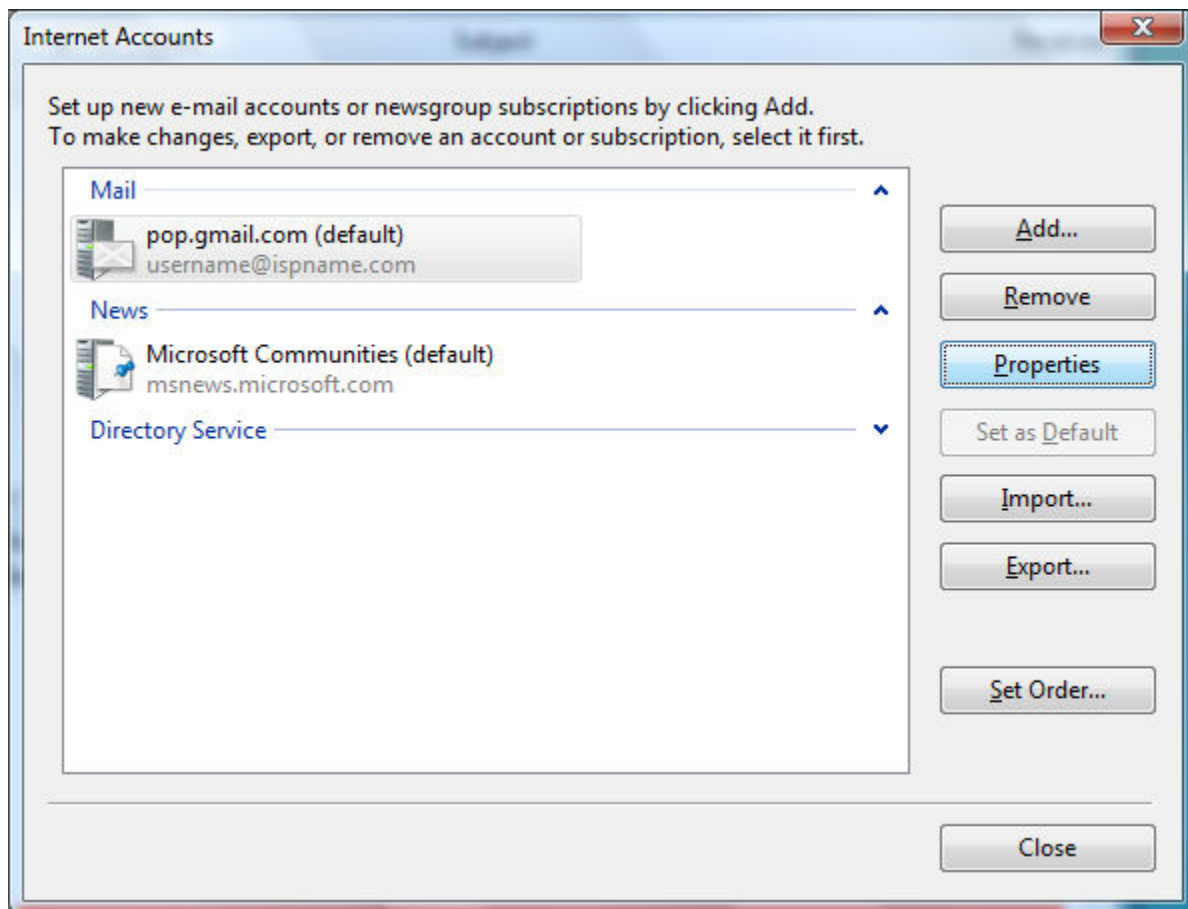 Internet Accounts
Set up new e-mail accounts or newsgroup subscriptions by clicking Add.
To make changes, export, or remove an account or subscription, select it first.
Mail
pop.gmail.com (default)
username@ispname.com
News
Microsoft Communities (default)
msnews.microsoft.com
Directory Service
Add...
Remove
Properties
Set as Default
Import...
Export...
Set Order...
Close